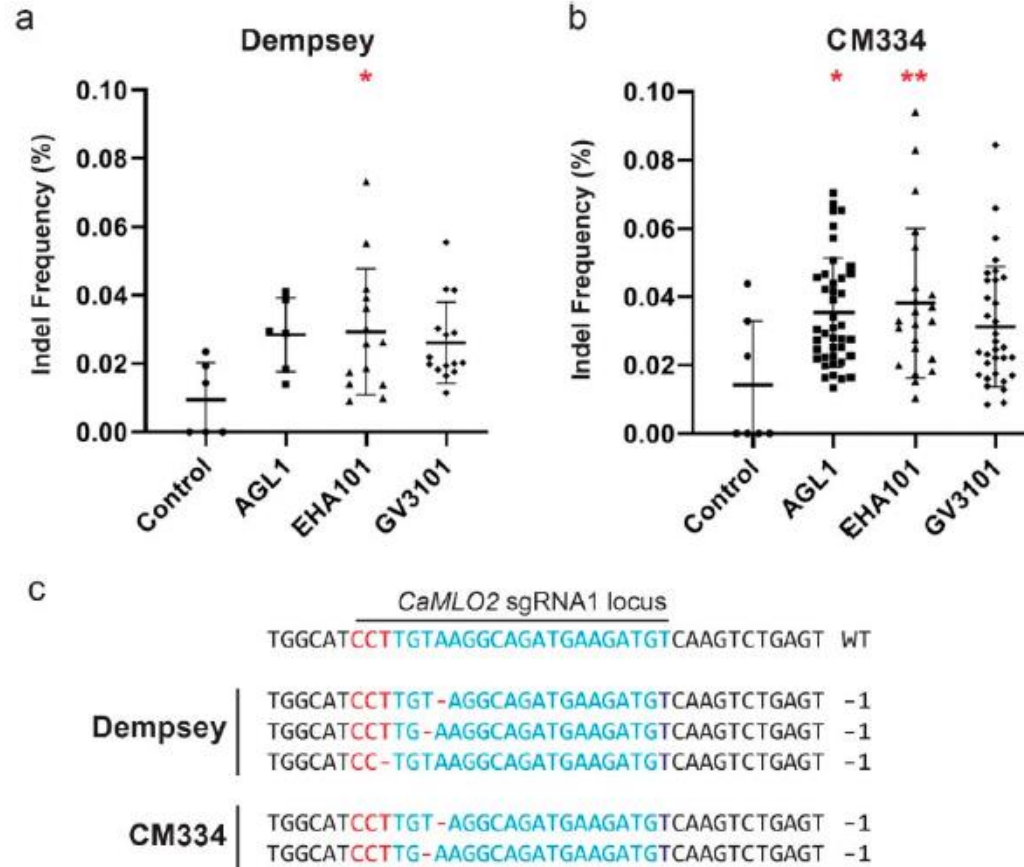 a
Dempsey
*
Indel Frequency (%)
0.10
0.08
0.06
0.04
0.02
0.00
Control
AGL1
EHA101
GV3101
b
CM334
* **
Indel Frequency (%)
0.10
0.08
0.06
0.04
0.02
0.00
Control
AGL1
EHA101
GV3101
c
CaMLO2 sgRNA1 locus
TGGCATCCTTGTAAGGCAGATGAAGATGTCAAGTCTGAGT WT
Dempsey
TGGCATCCTTGT-AGGCAGATGAAGATGTCAAGTCTGAGT -1
TGGCATCCTTG-AGGCAGATGAAGATGTCAAGTCTGAGT -1
TGGCATCC-TGTAGGCAGATGAAGATGTCAAGTCTGAGT -1
CM334
TGGCATCCTTGT-AGGCAGATGAAGATGTCAAGTCTGAGT -1
TGGCATCCTTG-AGGCAGATGAAGATGTCAAGTCTGAGT -1